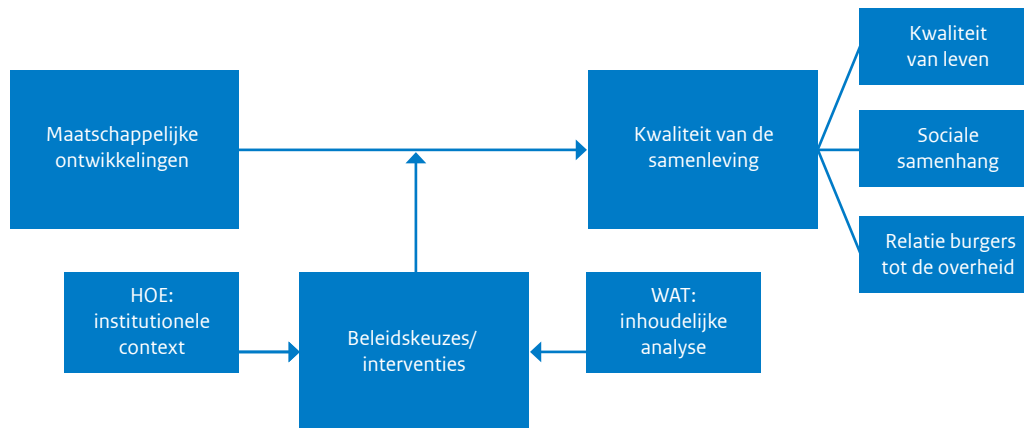 Kwaliteit
van leven
Maatschappelijke
ontwikkelingen
Kwaliteit van de
samenleving
Sociale
samenhang
Relatie burgers
tot de overheid
HOE:
institutionele
context
Beleidskeuzes/
interventies
WAT:
inhoudelijke
analyse